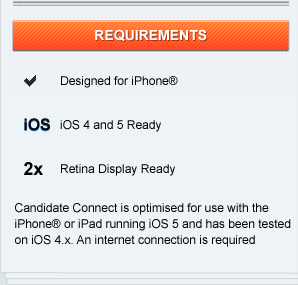 REQUIREMENTS
Designed for iPhone®
iOS iOS 4 and 5 Ready
2x Retina Display Ready
Candidate Connect is optimised for use with the
iPhone® or iPad running iOS 5 and has been tested
on iOS 4.x. An internet connection is required